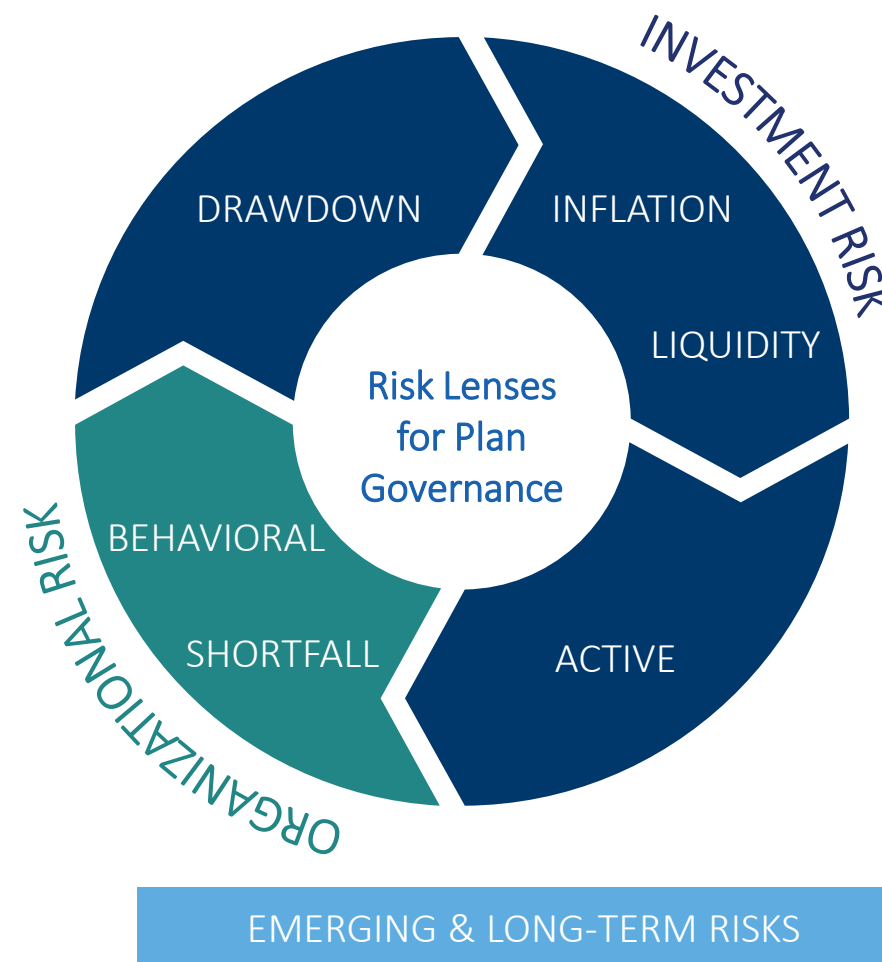 INVESTMENT RISK
DRAWDOWN
INFLATION
LIQUIDITY
Risk Lenses
for Plan
Governance
BEHAVIORAL
SHORTFALL
ACTIVE
ORGANIZATIONAL RISK
EMERGING & LONG-TERM RISKS